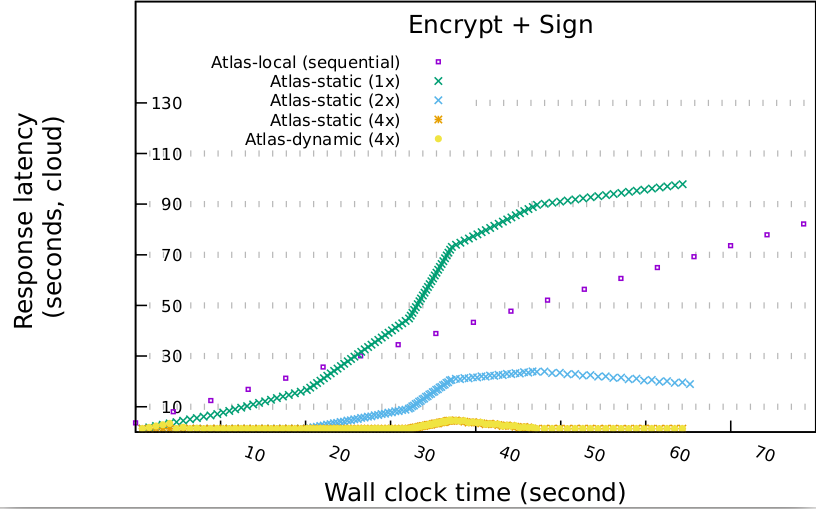 Encrypt + Sign
Atlas-local (sequential)
Atlas-static (1x)
Atlas-static (2x)
Atlas-static (4x)
Atlas-dynamic (4x)
130
110
90
70
50
30
10
Response latency
(seconds, cloud)
10 20 30 40 50 60 70
Wall clock time (second)